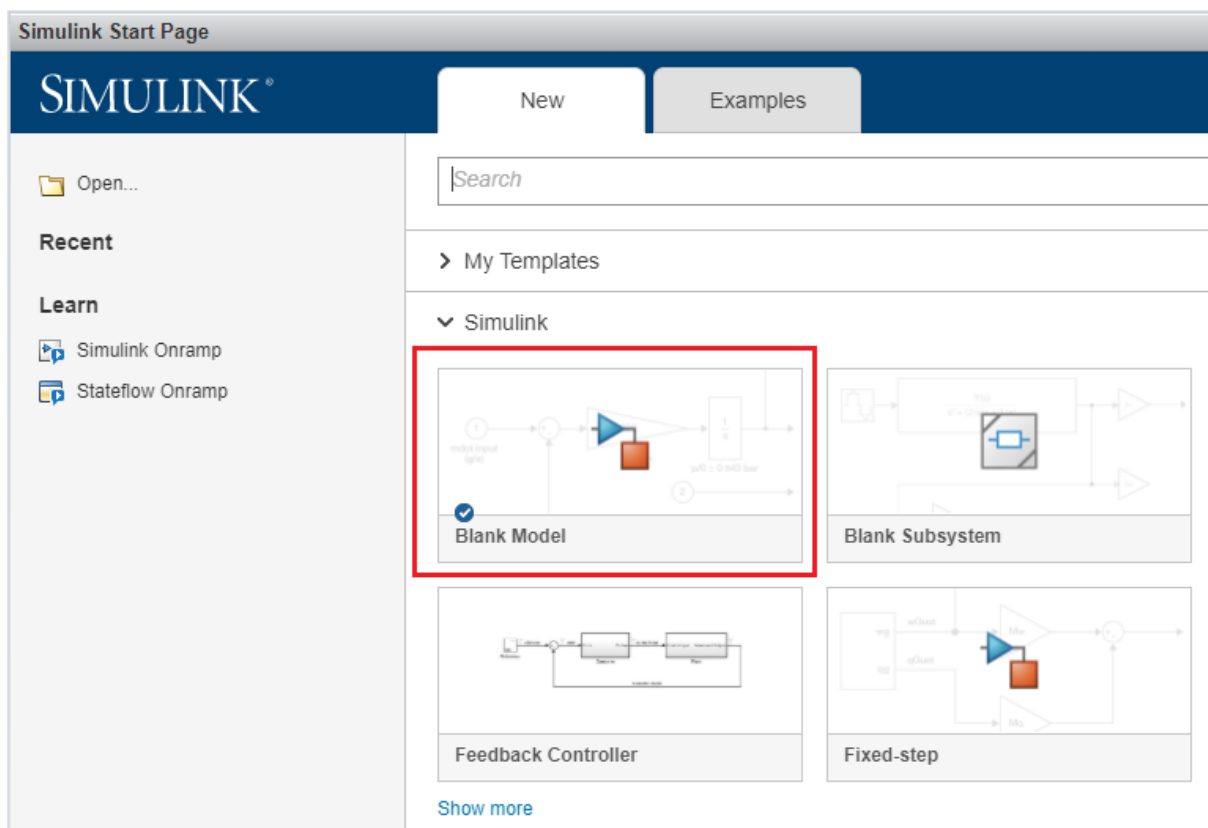 Simulink Start Page
SIMULINK®
New
Examples
Open...
Search
Recent
My Templates
Learn
Simulink
Simulink Onramp
Stateflow Onramp
Blank Model
Blank Subsystem
Feedback Controller
Fixed-step
Show more